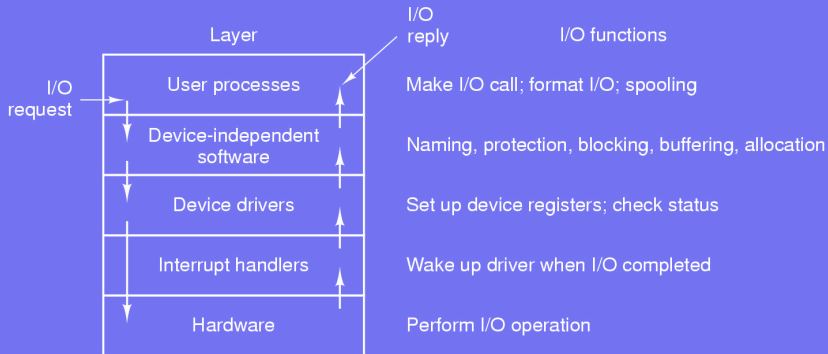 I/O
reply
Layer
I/O functions
I/O
request
User processes
Make I/O call; format I/O; spooling
Device-independent
software
Naming, protection, blocking, buffering, allocation
Device drivers
Set up device registers; check status
Interrupt handlers
Wake up driver when I/O completed
Hardware
Perform I/O operation